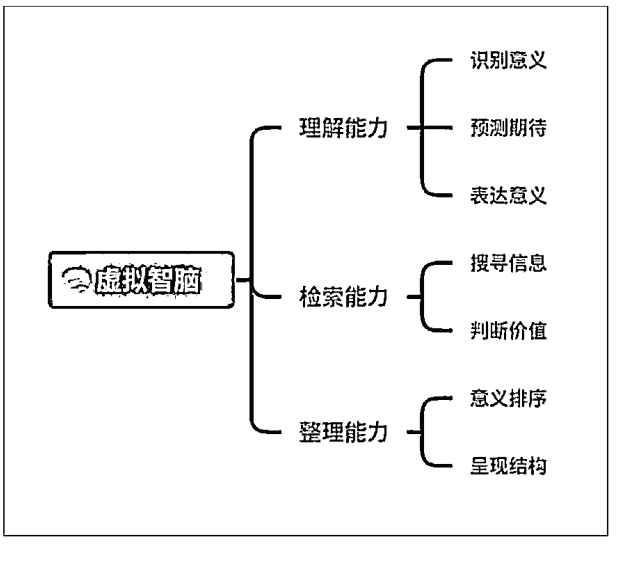 虚拟智脑
理解能力
识别意义
预测期待
表达意义
检索能力
搜寻信息
判断价值
整理能力
意义排序
呈现结构